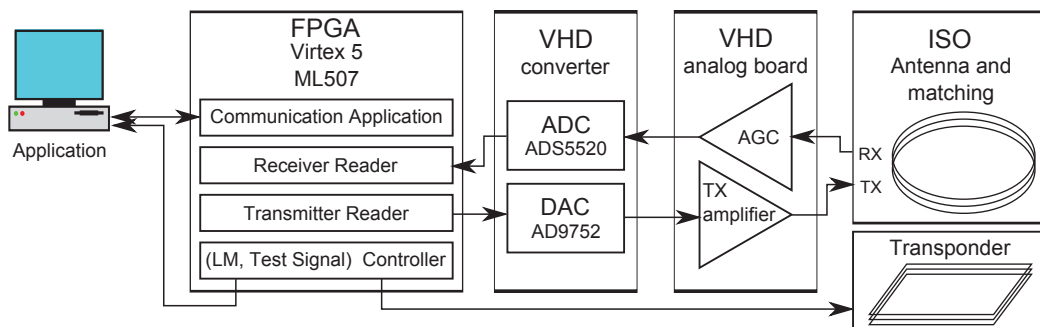 Application
FPGA
Virtex 5
ML507
Communication Application
Receiver Reader
Transmitter Reader
(LM, Test Signal) Controller
VHD
converter
ADC
ADS5520
DAC
AD9752
VHD
analog board
AGC
TX
amplifier
ISO
Antenna and
matching
RX
TX
Transponder